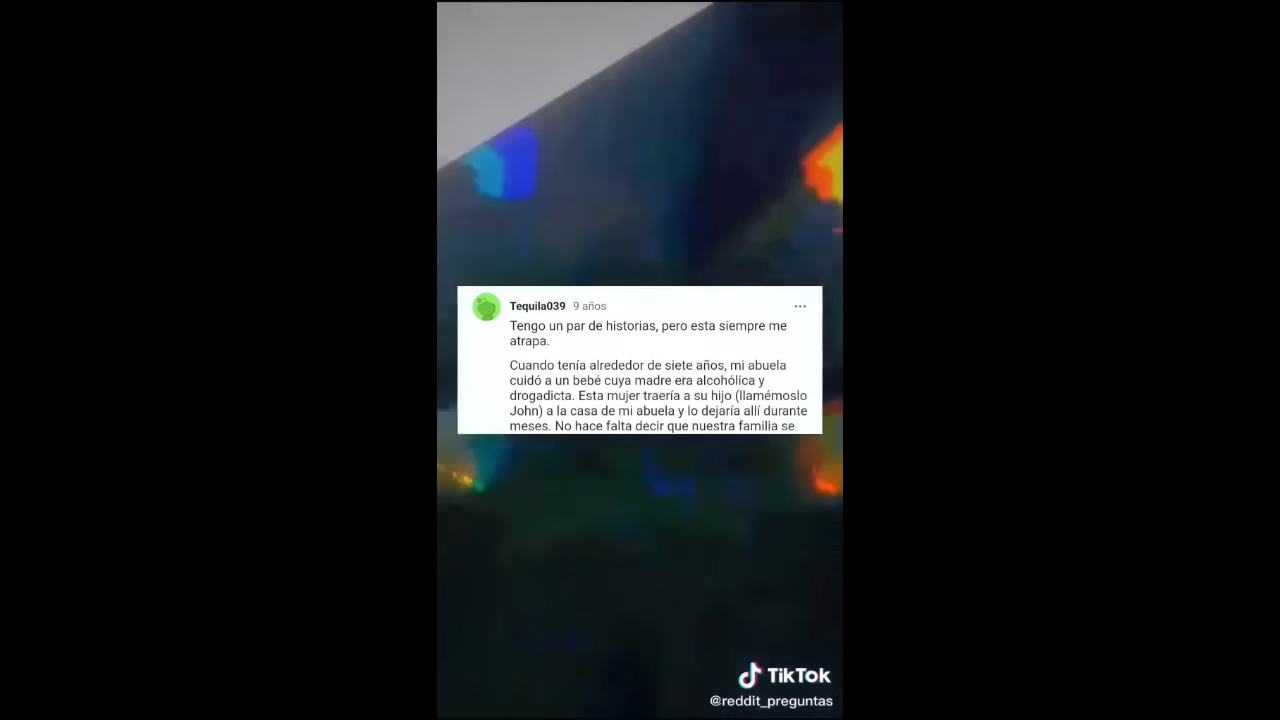 Tequila039 9 años
Tengo un par de historias, pero esta siempre me
atrapa.
Cuando tenía alrededor de siete años, mi abuela
cuidó a un bebé cuya madre era alcohólica y
drogadicta. Esta mujer traería a su hijo (llamémoslo
John) a la casa de mi abuela y lo dejaría allí durante
meses. No hace falta decir que nuestra familia se
TikTok
@reddit_preguntas